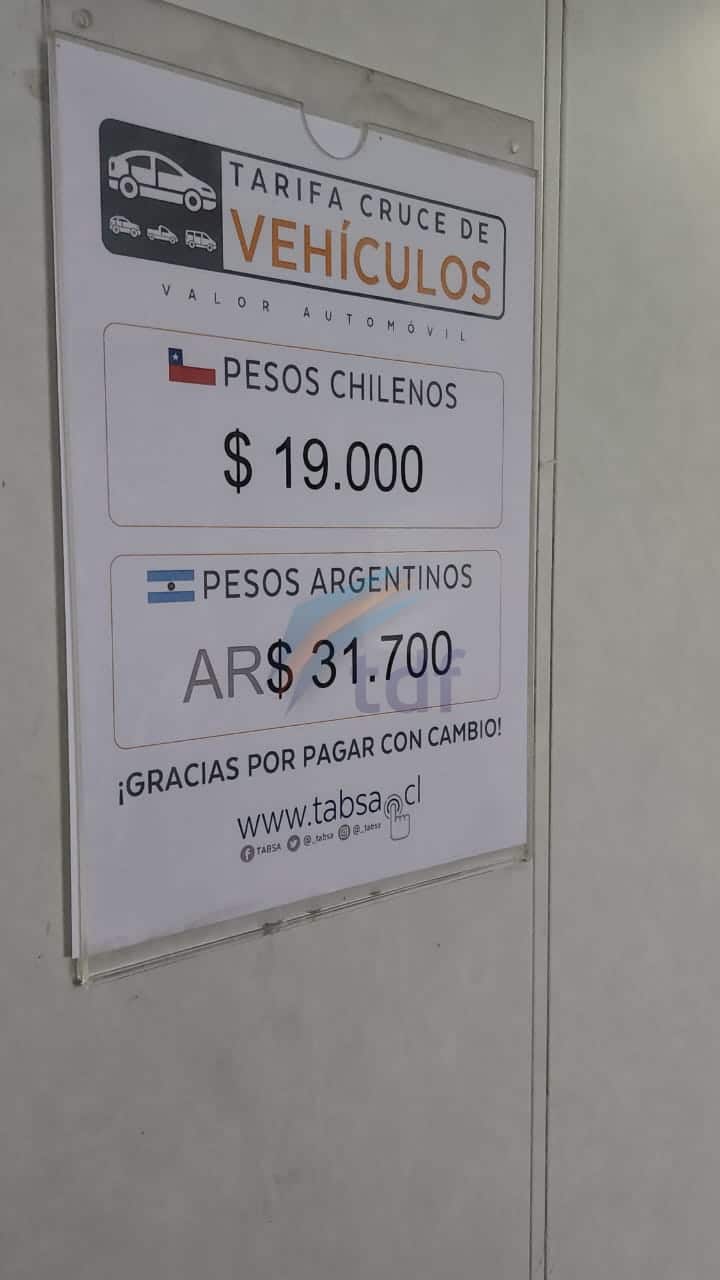 TARIFA CRUCE DE
VEHÍCULOS
VALOR AUTOMÓVIL
PESOS CHILENOS
$ 19.000
PESOS ARGENTINOS
AR$ 31.700
tdf
¡GRACIAS POR PAGAR CON CAMBIO!
www.tabsa.cl
TABSA @_tabsa @_tabsa